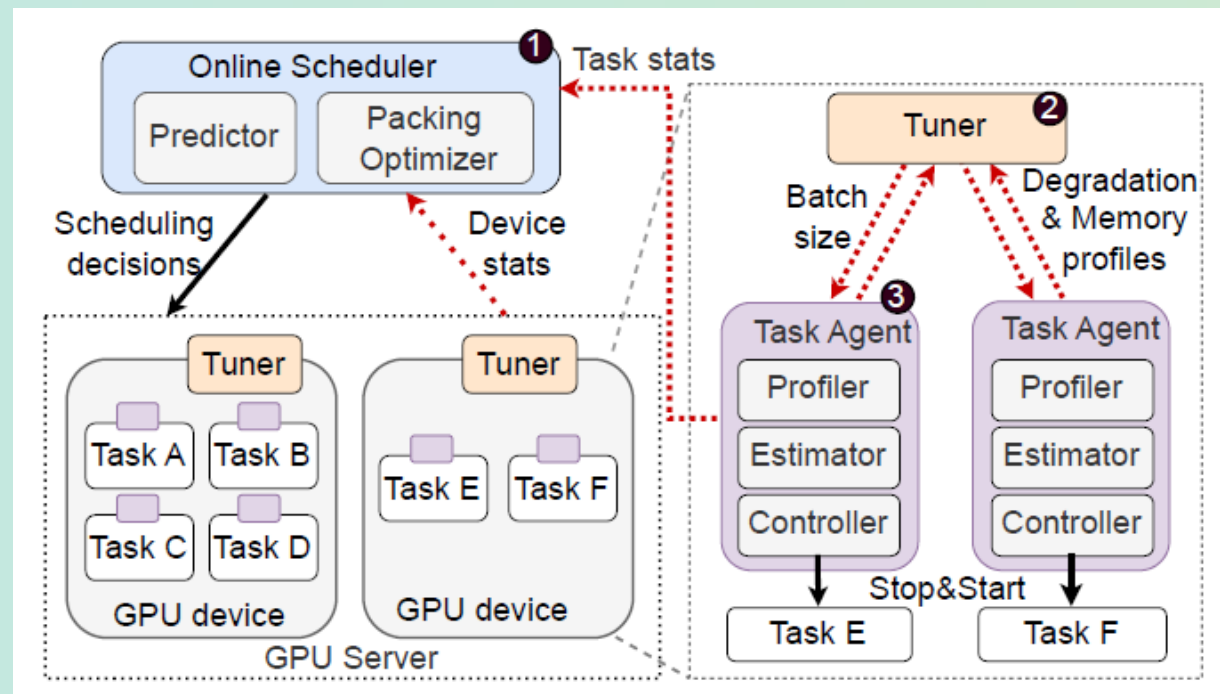 1
Online Scheduler
Predictor
Packing
Optimizer
Task stats
Scheduling
decisions
Device
stats
Tuner
Task A
Task B
Task C
Task D
GPU device
Tuner
Task E
Task F
GPU device
GPU Server
2
Tuner
Batch
size
Degradation
& Memory
profiles
3
Task Agent
Profiler
Estimator
Controller
Task Agent
Profiler
Estimator
Controller
Stop&Start
Task E
Task F